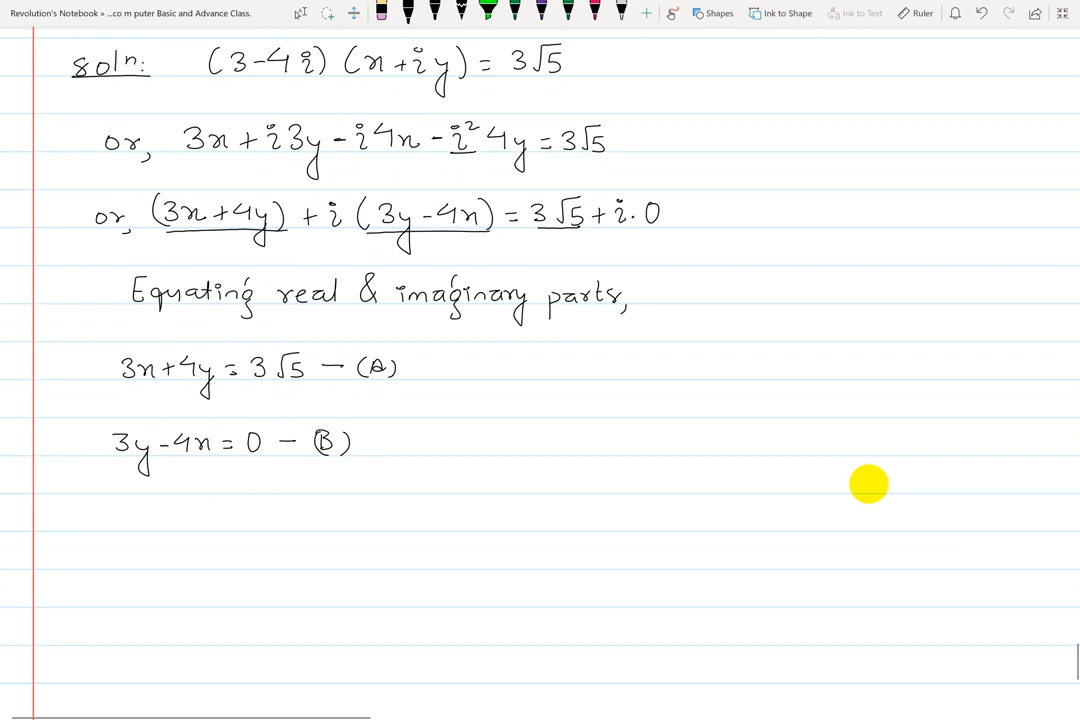 Revolution's Notebook » ...co m puter Basic and Advance Class.
Shapes
Ink to Shape
Ink to Text
Ruler
soln: (3-4i) (x+iy) = 3√5
or, 3x+i3y-i4x-i²4y=3√5
or, (3x+4y) + i (3y-4x) = 3√5+i.0
Equating real & imaginary parts,
3x+4y=3√5 - (A)
3y-4x=0 - (B)